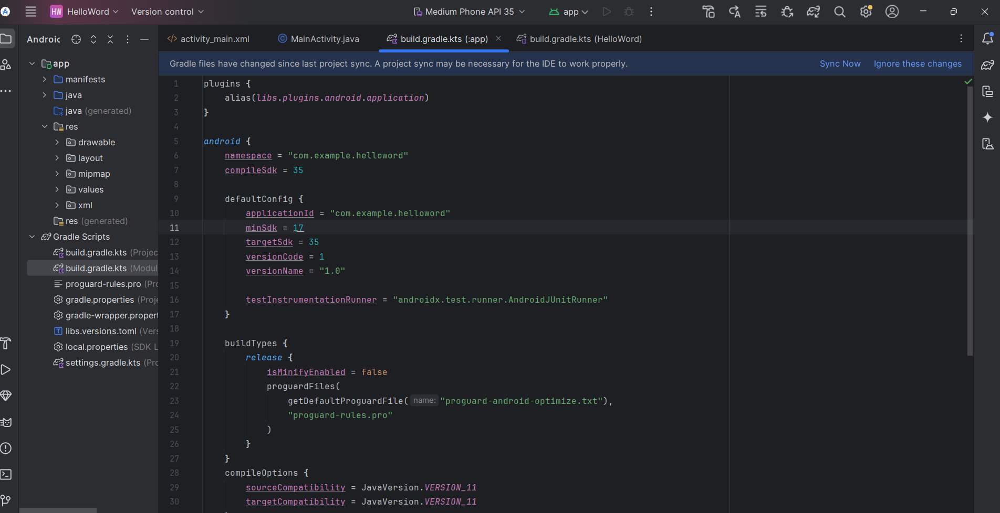 HW HelloWord Version control Medium Phone API 35 app
Android activity_main.xml MainActivity.java build.gradle.kts (:app) build.gradle.kts (HelloWord)
Gradle files have changed since last project sync. A project sync may be necessary for the IDE to work properly. Sync Now Ignore these changes
app
manifests
java
java (generated)
res
drawable
layout
mipmap
values
xml
res (generated)
Gradle Scripts
build.gradle.kts (Projec
build.gradle.kts (Modul
proguard-rules.pro (Pro
gradle.properties (Proje
gradle-wrapper.propert
libs.versions.toml (Vers
local.properties (SDK L
settings.gradle.kts (Pro
1 plugins {
2 alias(libs.plugins.android.application)
3 }
4
5 android {
6 namespace = "com.example.helloword"
7 compileSdk = 35
8
9 defaultConfig {
10 applicationId = "com.example.helloword"
11 minSdk = 17
12 targetSdk = 35
13 versionCode = 1
14 versionName = "1.0"
15
16 testInstrumentationRunner = "androidx.test.runner.AndroidJUnitRunner"
17 }
18
19 buildTypes {
20 release {
21 isMinifyEnabled = false
22 proguardFiles(
23 getDefaultProguardFile( name: "proguard-android-optimize.txt"),
24 "proguard-rules.pro"
25 )
26 }
27 }
28 compileOptions {
29 sourceCompatibility = JavaVersion.VERSION_11
30 targetCompatibility = JavaVersion.VERSION_11